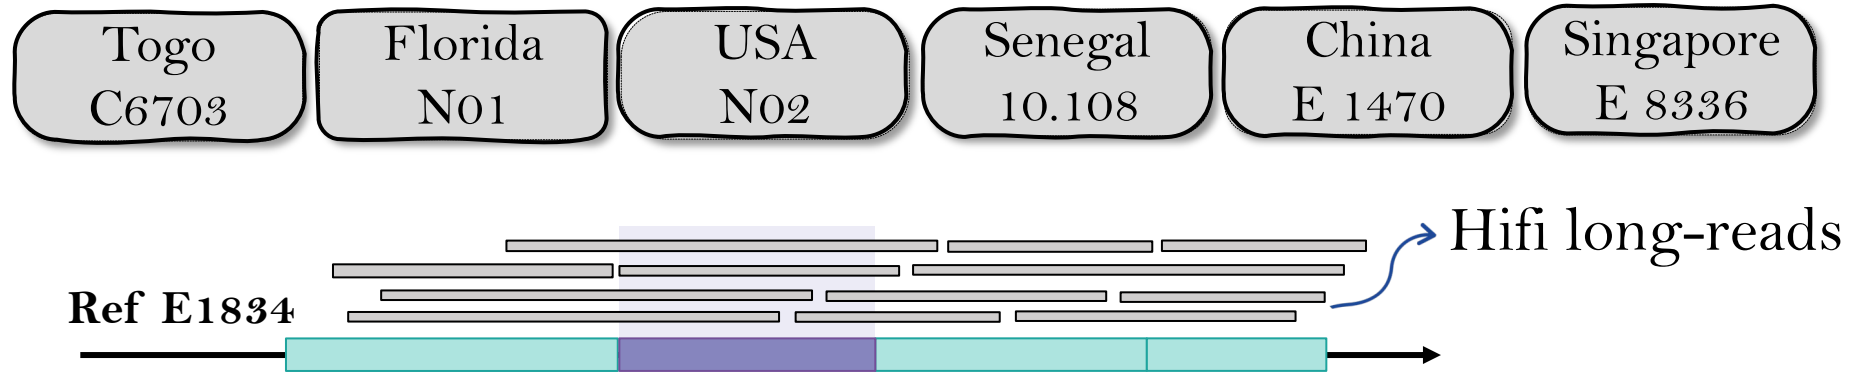 Togo
C6703
Florida
N01
USA
N02
Senegal
10.108
China
E 1470
Singapore
E 8336
Hifi long-reads
Ref E1834